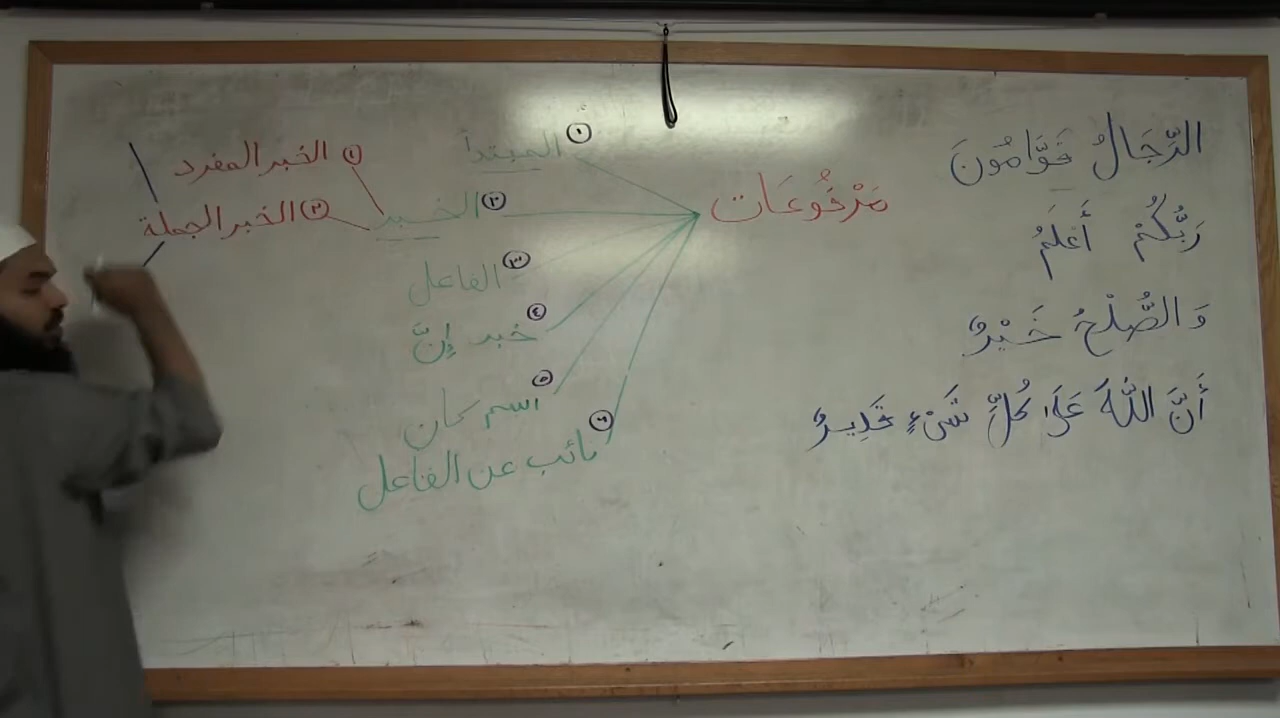 الرِّجَالُ قَوَّامُونَ
رَبُّكُمْ أَعْلَمُ
وَالصُّلْحُ خَيْرٌ
أَنَّ اللَّهَ عَلَى كُلِّ شَيْءٍ قَدِيرٌ
مَرْفُوعَات
١ المبتدأ
٢ الخبر
٣ الفاعل
٤ خبر إنّ
٥ اسم كان
٦ نائب عن الفاعل
١ الخبر المفرد
٢ الخبر الجملة